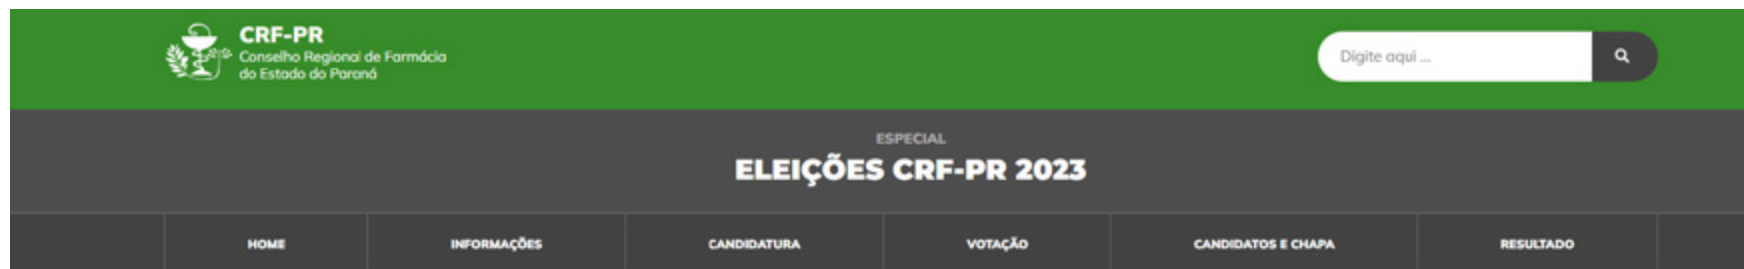 CRF-PR
Conselho Regional de Farmácia
do Estado do Paraná
Digite aqui ...
ESPECIAL
ELEIÇÕES CRF-PR 2023
HOME INFORMAÇÕES CANDIDATURA VOTAÇÃO CANDIDATOS E CHAPA RESULTADO